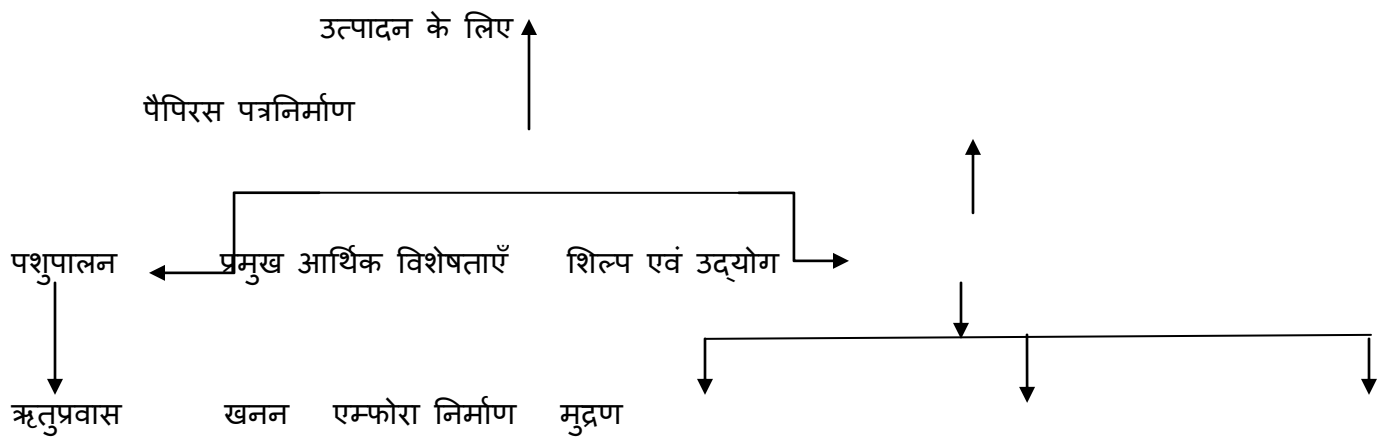 उत्पादन के लिए
पैपिरस पत्रनिर्माण
पशुपालन प्रमुख आर्थिक विशेषताएँ शिल्प एवं उद्योग
ऋतुप्रवास खनन एम्फोरा निर्माण मुद्रण